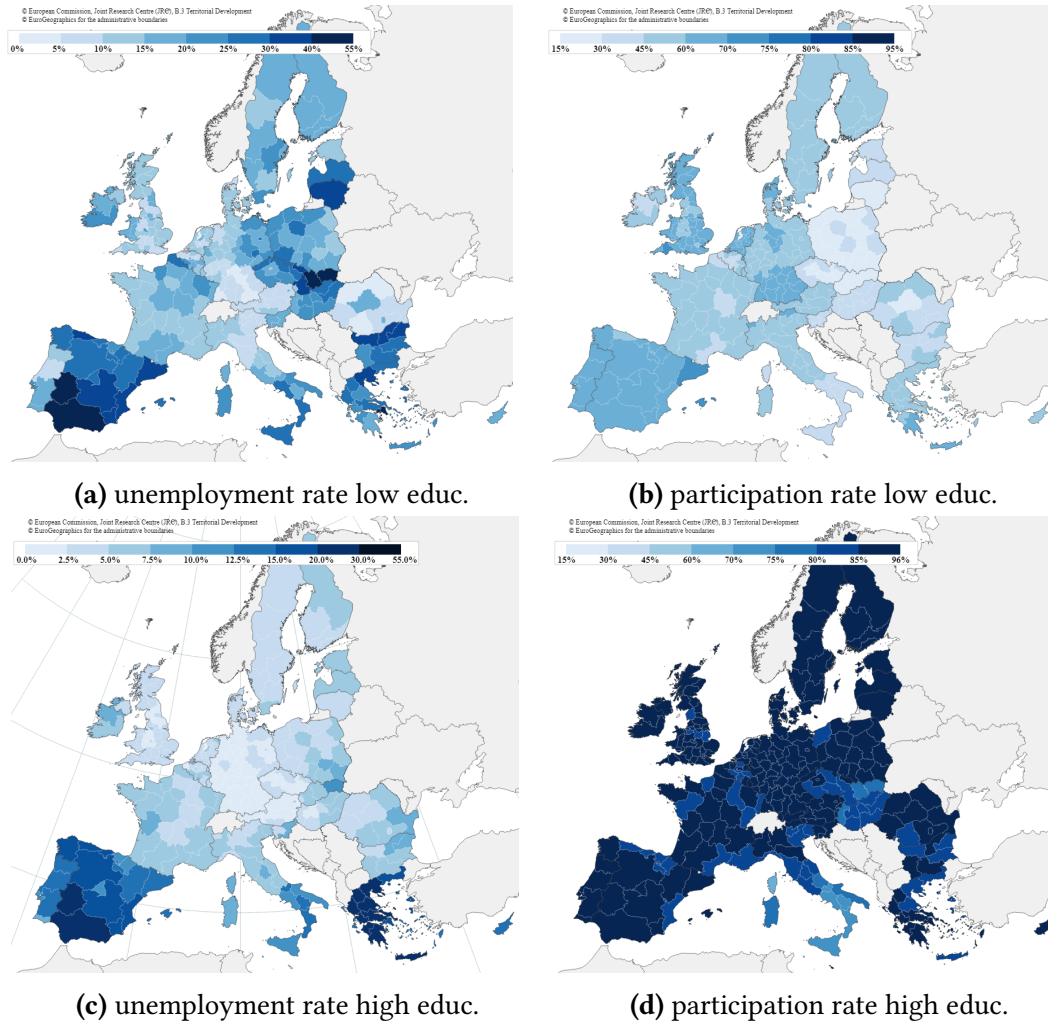 © European Commission, Joint Research Centre (JRC), B.3 Territorial Development
© EuroGeographics for the administrative boundaries
0% 5% 10% 15% 20% 25% 30% 40% 55%
© European Commission, Joint Research Centre (JRC), B.3 Territorial Development
© EuroGeographics for the administrative boundaries
15% 30% 45% 60% 70% 75% 80% 85% 95%
(a) unemployment rate low educ.
(b) participation rate low educ.
© European Commission, Joint Research Centre (JRC), B.3 Territorial Development
© EuroGeographics for the administrative boundaries
0.0% 2.5% 5.0% 7.5% 10.0% 12.5% 15.0% 20.0% 30.0% 55.0%
© European Commission, Joint Research Centre (JRC), B.3 Territorial Development
© EuroGeographics for the administrative boundaries
15% 30% 45% 60% 70% 75% 80% 85% 96%
(c) unemployment rate high educ.
(d) participation rate high educ.